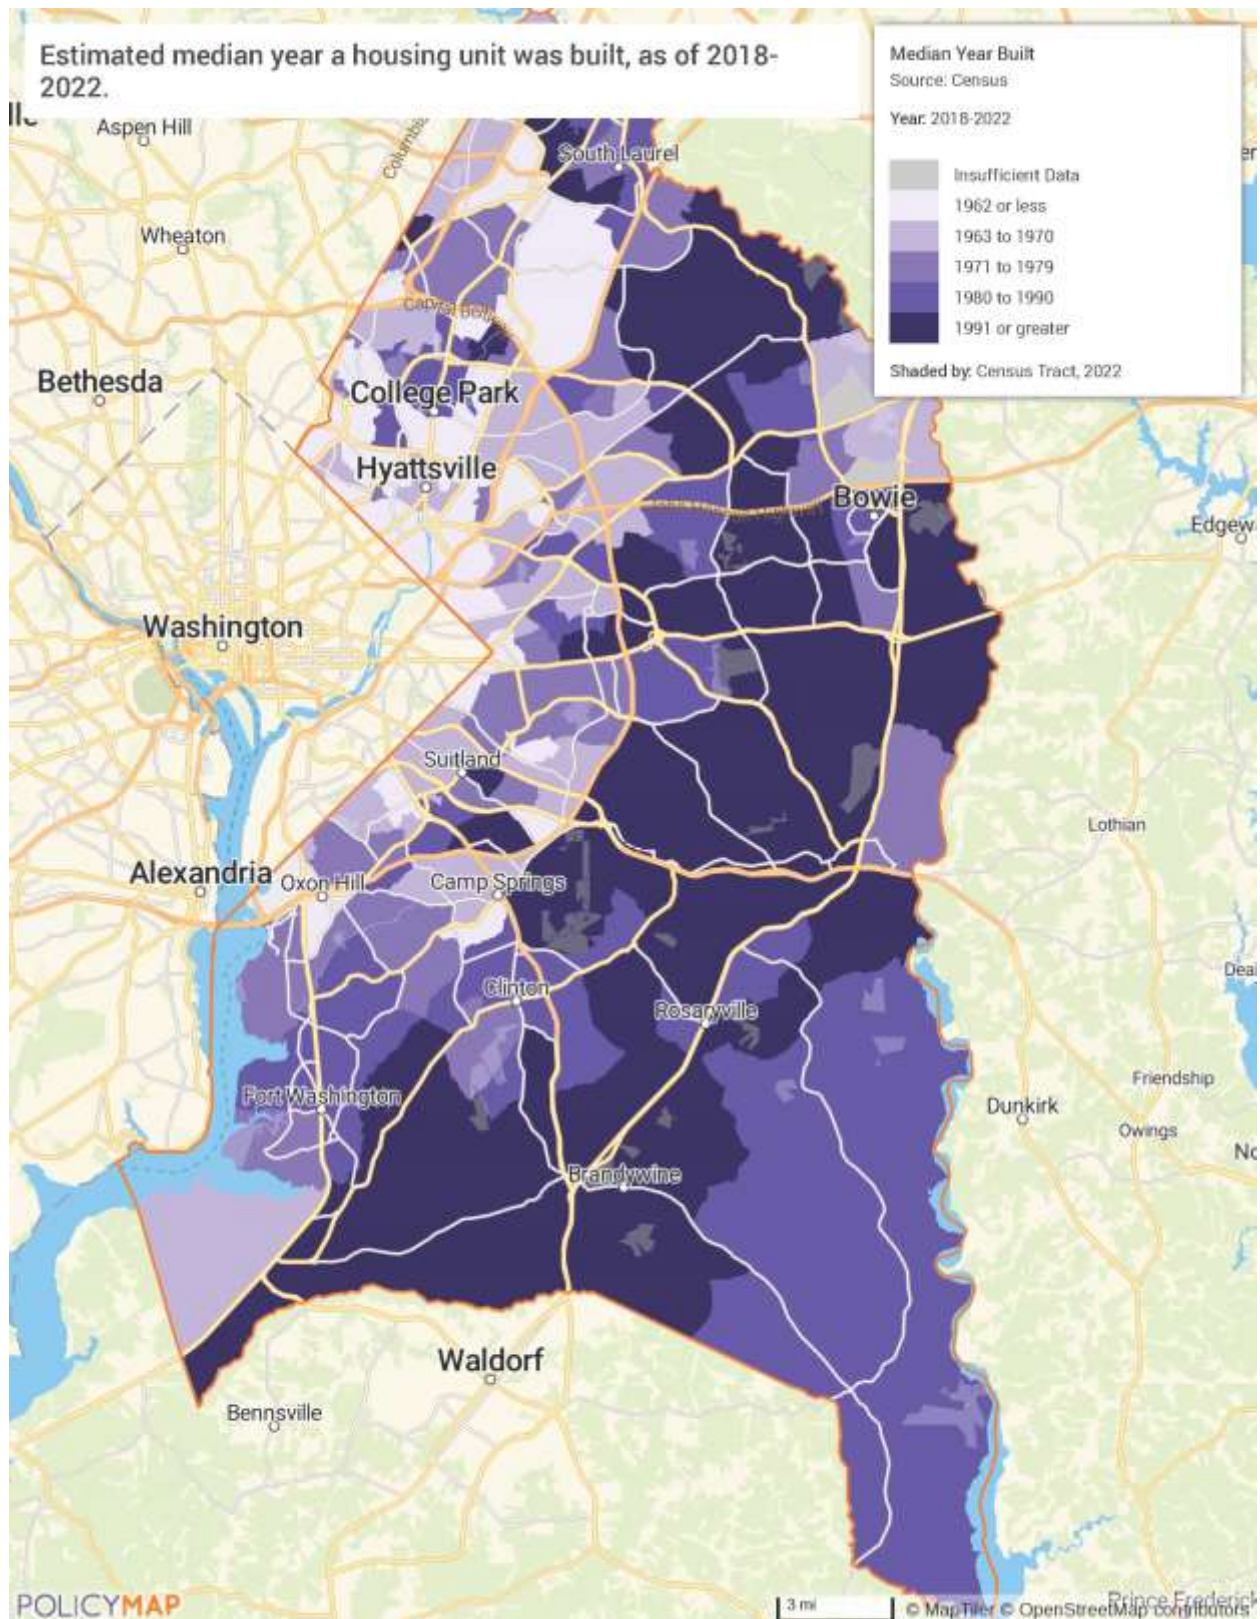 Estimated median year a housing unit was built, as of 2018-
2022.
Median Year Built
Source: Census
Year: 2018-2022
Insufficient Data
1962 or less
1963 to 1970
1971 to 1979
1980 to 1990
1991 or greater
Shaded by: Census Tract, 2022
Aspen Hill
South Laurel
Wheaton
Bethesda
College Park
Hyattsville
Bowie
Edgew
Washington
Suitland
Lothian
Alexandria
Oxon Hill
Camp Springs
Clinton
Rosaryville
Deal
Fort Washington
Friendship
Dunkirk
Owings
No
Brandywine
Waldorf
Bennsville
POLICYMAP
3 mi
© MapTiler © OpenStreetMap contributors